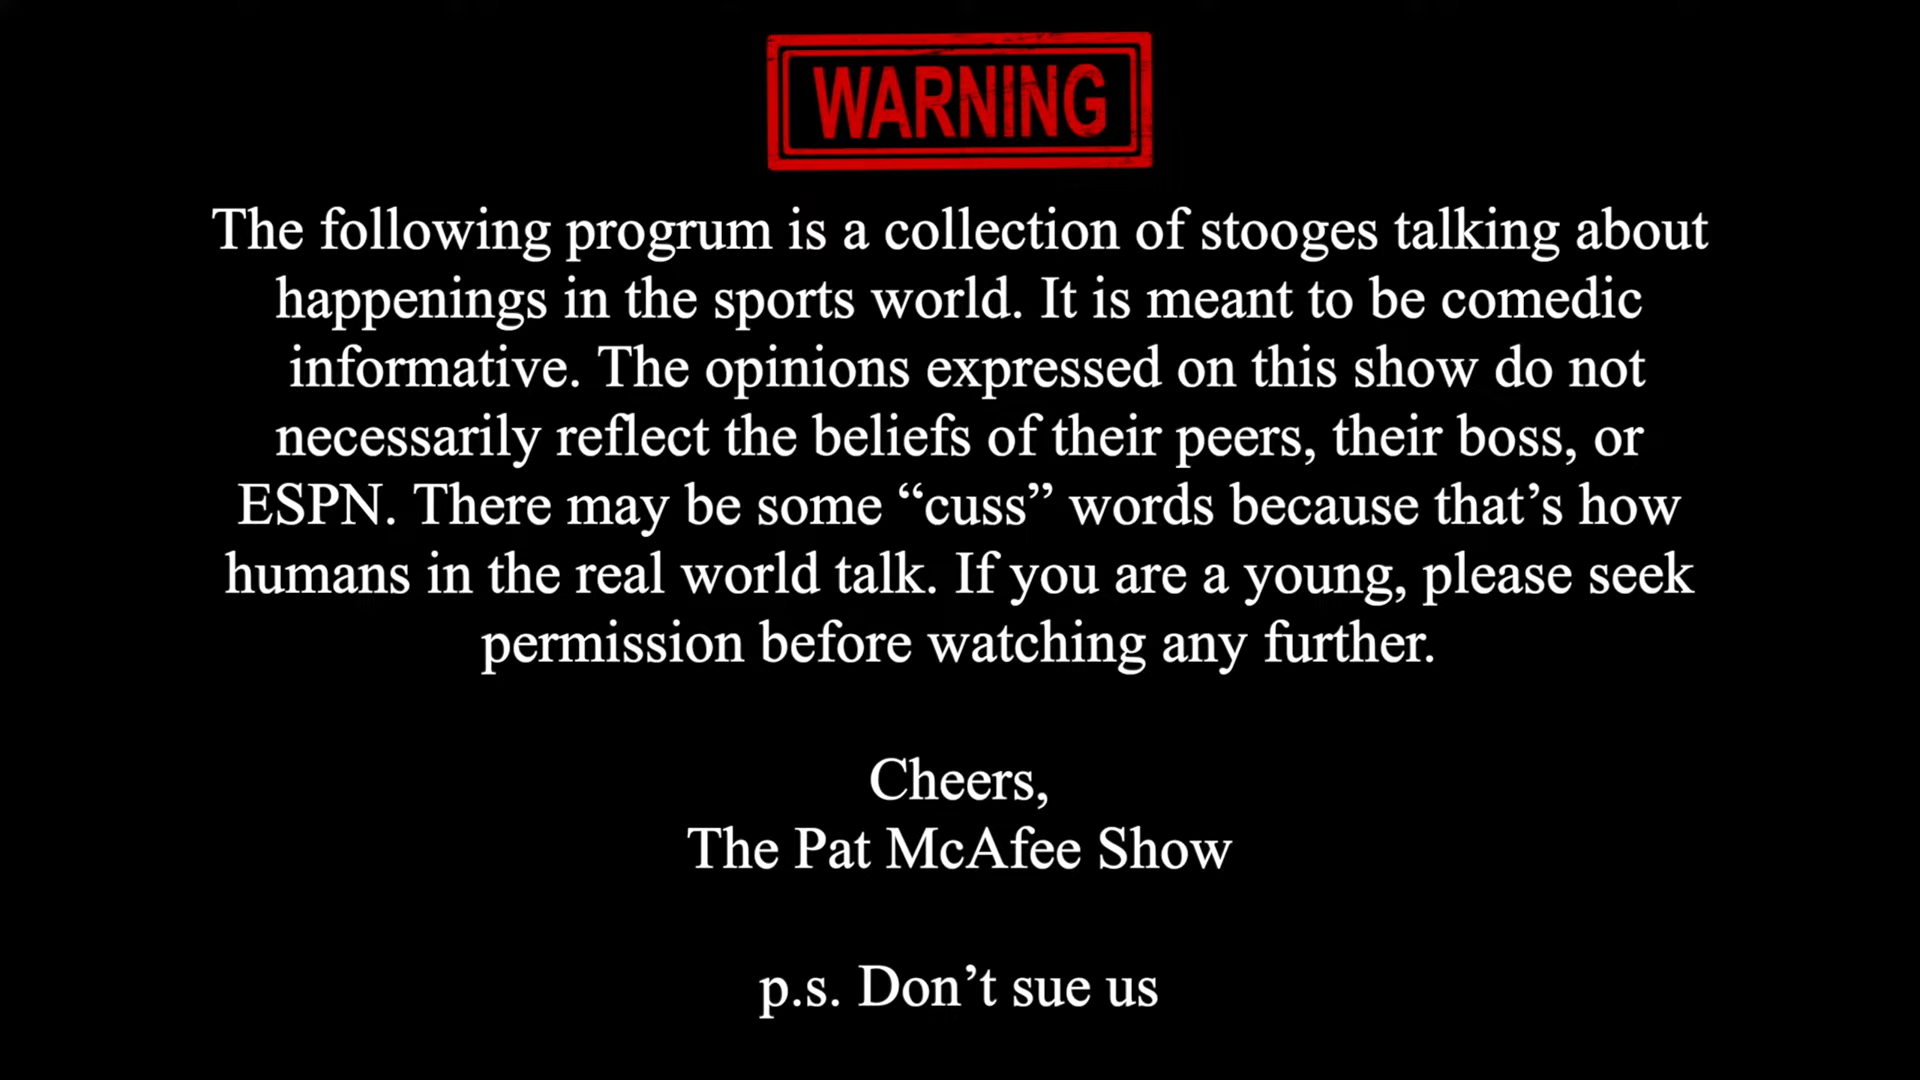 WARNING
The following progrum is a collection of stooges talking about
happenings in the sports world. It is meant to be comedic
informative. The opinions expressed on this show do not
necessarily reflect the beliefs of their peers, their boss, or
ESPN. There may be some “cuss” words because that’s how
humans in the real world talk. If you are a young, please seek
permission before watching any further.
Cheers,
The Pat McAfee Show
p.s. Don’t sue us